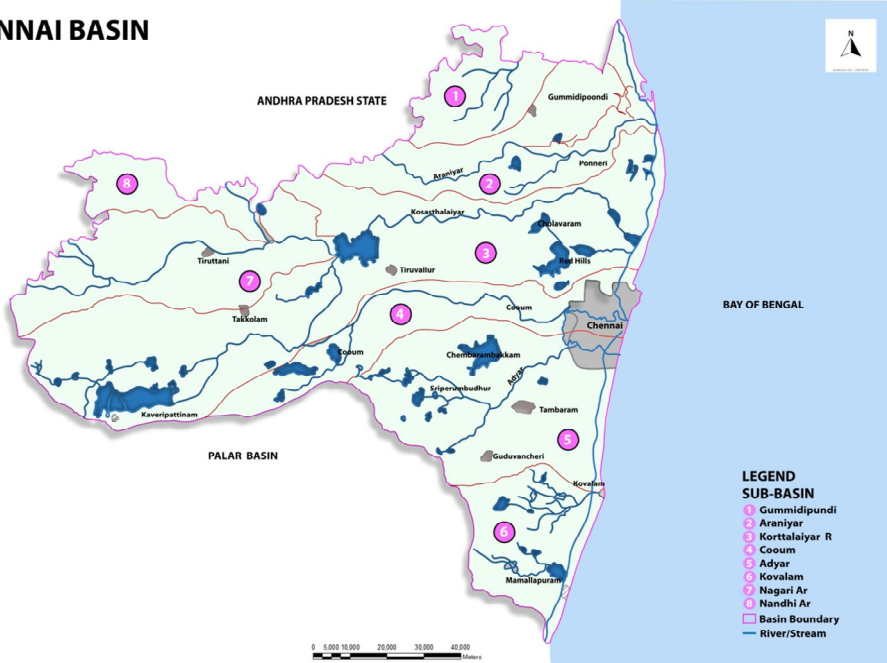 NNAI BASIN
N
ANDHRA PRADESH STATE
1
Gummidipoondi
Araniyar
Ponneri
8
2
Kosasthalaiyar
Cholavaram
Tiruttani
3
Red Hills
Tiruvallur
7
Takkolam
4
Cooum
Chennai
BAY OF BENGAL
Cooum
Chembarambakkam
Adyar
Sriperumbudhur
Kaveripattinam
Tambaram
5
PALAR BASIN
Guduvancheri
Kovalam
6
Mamallapuram
LEGEND
SUB-BASIN
1 Gummidipundi
2 Araniyar
3 Korttalaiyar R
4 Cooum
5 Adyar
6 Kovalam
7 Nagari Ar
8 Nandhi Ar
Basin Boundary
River/Stream
0 5,000 10,000 20,000 30,000 40,000
Meters